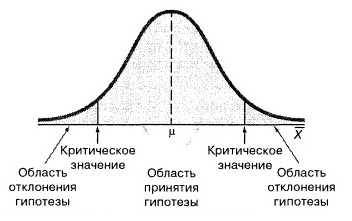 μ
X̄
Критическое
значение
Критическое
значение
Область
отклонения
гипотезы
Область
принятия
гипотезы
Область
отклонения
гипотезы